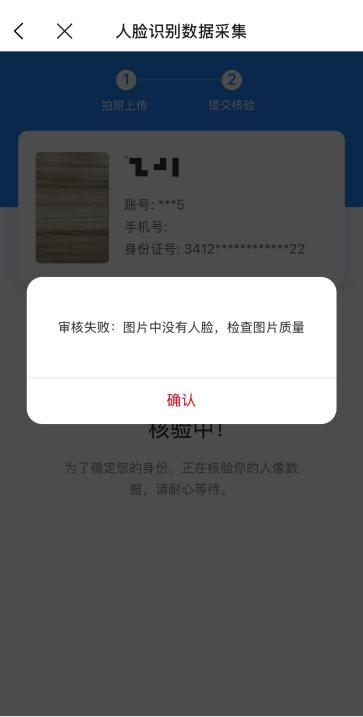 人脸识别数据采集
1
2
拍照上传
提交核验
账号: ***5
手机号:
身份证号: 3412************22
审核失败：图片中没有人脸，检查图片质量
确认
核验中！
为了确定您的身份，正在核验你的人像数
据，请耐心等待。